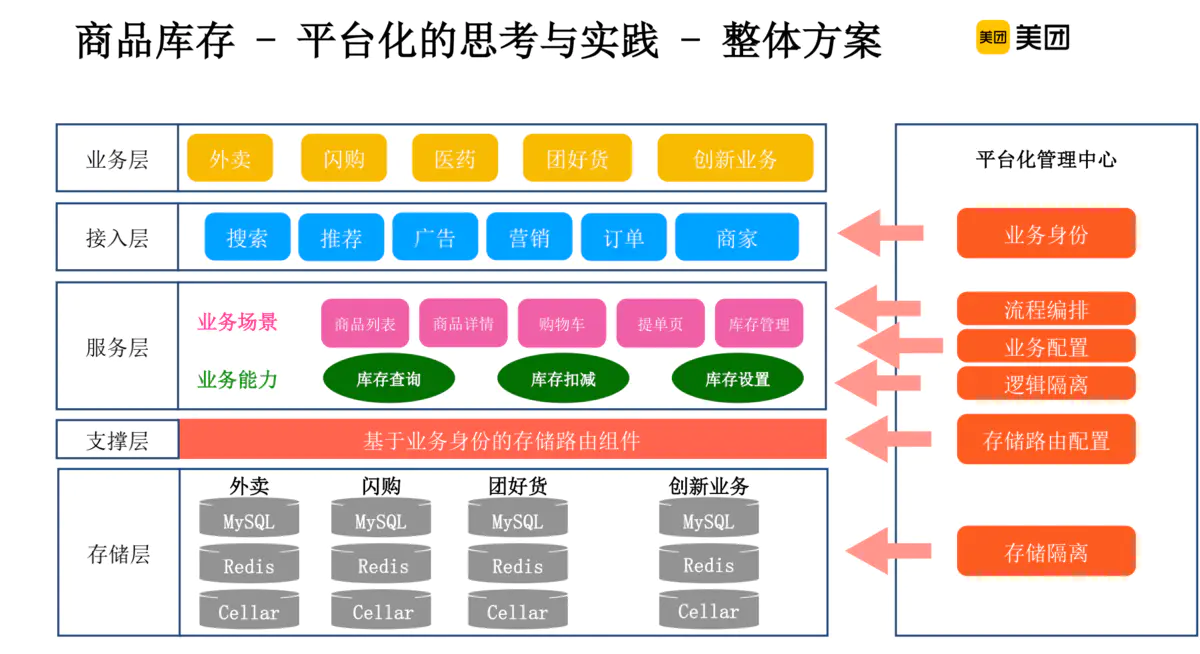 商品库存 - 平台化的思考与实践 - 整体方案
美团 美团
业务层 外卖 闪购 医药 团好货 创新业务
接入层 搜索 推荐 广告 营销 订单 商家
服务层
业务场景 商品列表 商品详情 购物车 提单页 库存管理
业务能力 库存查询 库存扣减 库存设置
支撑层 基于业务身份的存储路由组件
存储层
外卖 闪购 团好货 创新业务
MySQL MySQL MySQL MySQL
Redis Redis Redis Redis
Cellar Cellar Cellar Cellar
平台化管理中心
业务身份
流程编排
业务配置
逻辑隔离
存储路由配置
存储隔离